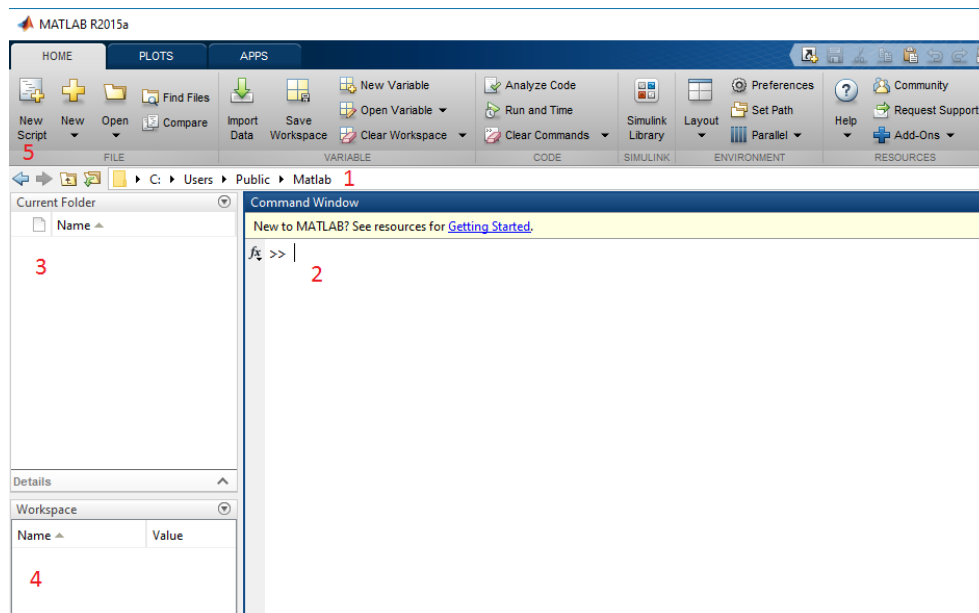 MATLAB R2015a
HOME PLOTS APPS
New Script New Open Find Files Compare Import Data Save Workspace New Variable Open Variable Clear Workspace Analyze Code Run and Time Clear Commands Simulink Library Layout Preferences Set Path Parallel Help Community Request Support Add-Ons
5
FILE VARIABLE CODE SIMULINK ENVIRONMENT RESOURCES
C: Users Public Matlab 1
Current Folder
Name
3
Details
Workspace
Name Value
4
Command Window
New to MATLAB? See resources for Getting Started.
fx >>
2